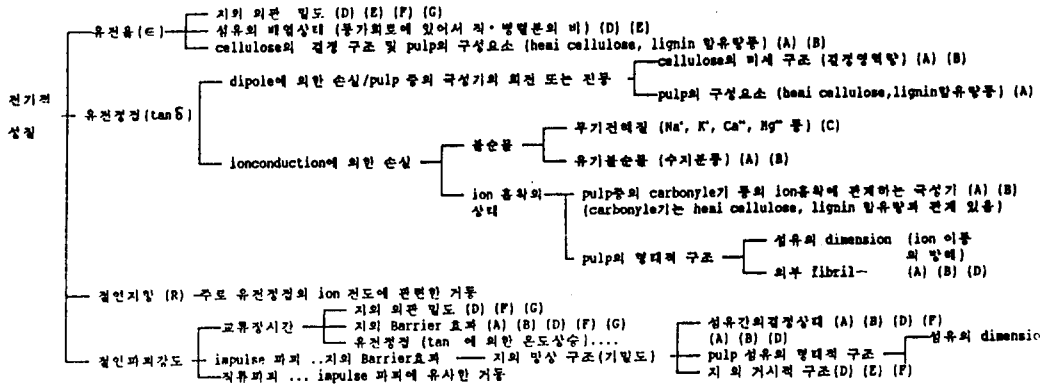 지의 외관 밀도 (D) (E) (F) (G)
유전율(∈)
섬유의 배열상태 (등가회로에 있어서 직·병렬분의 비) (D) (E)
cellulose의 결정 구조 및 pulp의 구성요소 (hemi cellulose, lignin 함유량등) (A) (B)
dipole에 의한 손실/pulp 중의 극성기의 회전 또는 진동
cellulose의 미세 구조 (결정영역량) (A) (B)
pulp의 구성요소 (hemi cellulose,lignin함유량등) (A)
전기적
성질
유전정접(tanδ)
ionconduction에 의한 손실
불순물
무기전해질 (Na⁺, K⁺, Ca⁺⁺, Mg⁺⁺ 등) (C)
유기불순물 (수지분등) (A) (B)
ion 흡착의
상태
pulp중의 carbonyle기 등의 ion흡착에 관계하는 극성기 (A) (B)
(carbonyle기는 hemi cellulose, lignin 함유량과 관계 있음)
pulp의 형태적 구조
섬유의 dimension (ion 이동
의 방해)
외부 fibril~ (A) (B) (D)
절연저항 (R) 주로 유전정접의 ion 전도에 관련한 거동
절연파괴강도
교류장시간
지의 외관 밀도 (D) (F) (G)
지의 Barrier 효과 (A) (B) (D) (F) (G)
유전정접 (tan 에 의한 온도상승)....
impulse 파괴 ..지의 Barrier효과
지의 망상 구조(기밀도)
섬유간의결정상태 (A) (B) (D) (F)
(A) (B) (D)
pulp 섬유의 형태적 구조
섬유의 dimensio
지 의 거시적 구조(D) (E) (F)
직류파괴 ... impulse 파괴에 유사한 거동